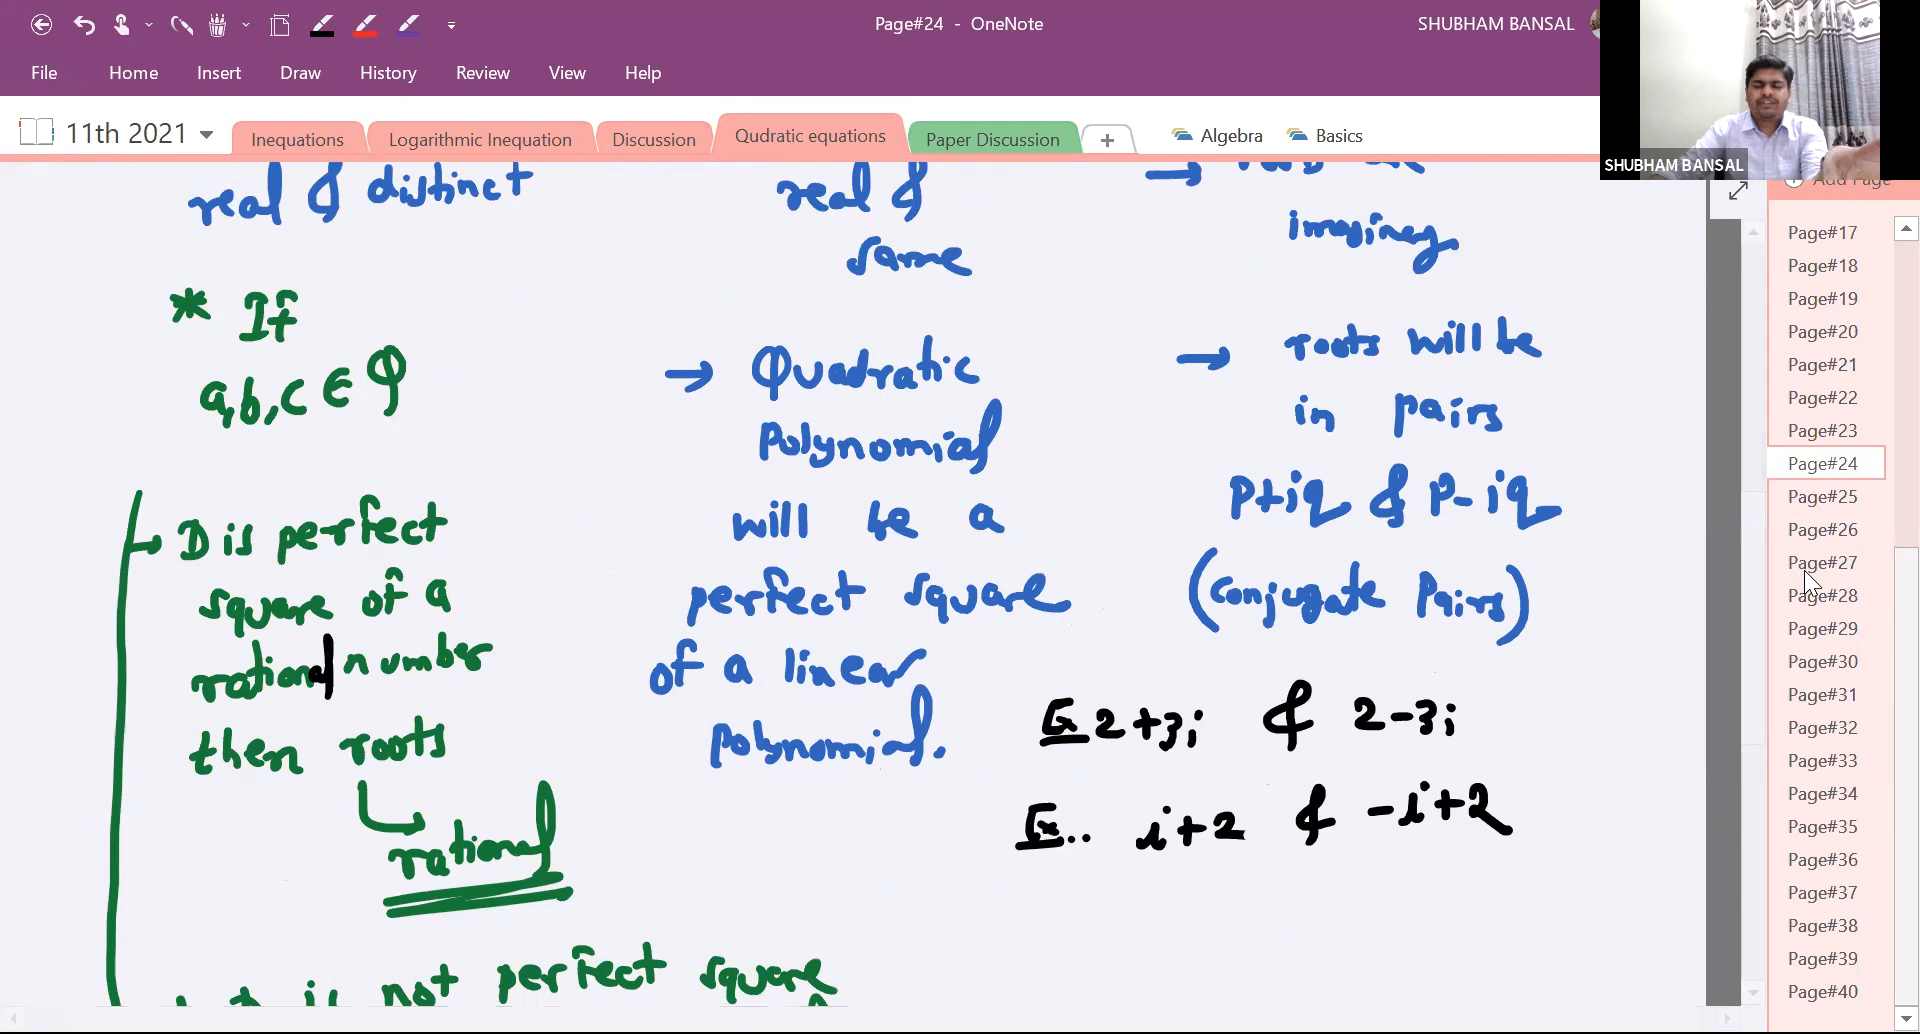 Page#24 - OneNote
SHUBHAM BANSAL
File Home Insert Draw History Review View Help
11th 2021
Inequations
Logarithmic Inequation
Discussion
Qudratic equations
Paper Discussion
+
Algebra
Basics
SHUBHAM BANSAL
Add Page
real & distinct
* If
a,b,c ∈ Q
→ D is perfect
square of a
rational number
then roots
rational
is not perfect square
real &
same
→ Quadratic
Polynomial
will be a
perfect square
of a linear
polynomial.
→
imaginery
→ roots will be
in pairs
p+iq & p-iq
(conjugate Pairs)
Ex 2+3i & 2-3i
Ex.. i+2 & -i+2
Page#17
Page#18
Page#19
Page#20
Page#21
Page#22
Page#23
Page#24
Page#25
Page#26
Page#27
Page#28
Page#29
Page#30
Page#31
Page#32
Page#33
Page#34
Page#35
Page#36
Page#37
Page#38
Page#39
Page#40